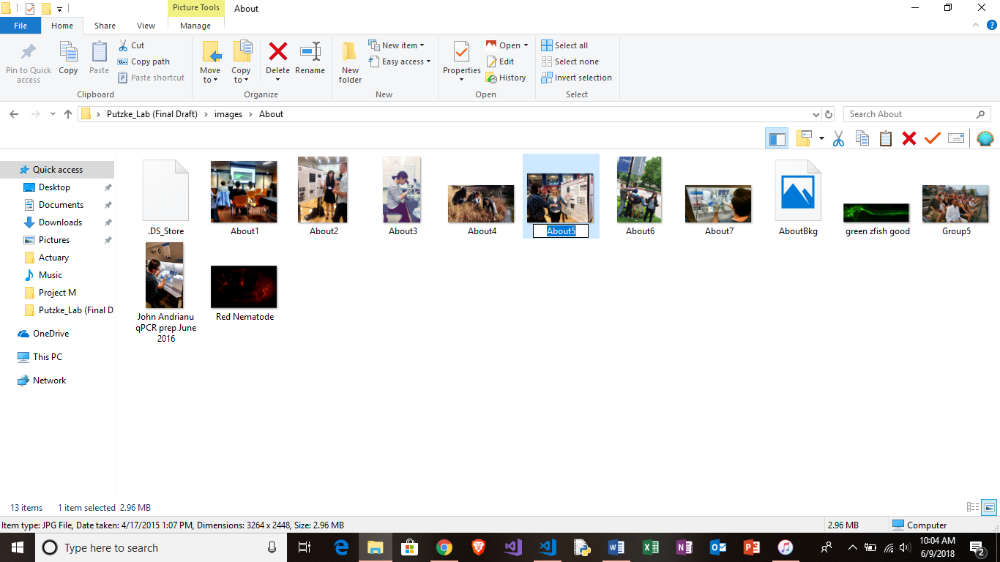 Picture Tools
About
File
Home
Share
View
Manage
Pin to Quick
access
Copy
Paste
Cut
Copy path
Paste shortcut
Clipboard
Move
to
Copy
to
Delete
Rename
Organize
New
folder
New item
Easy access
New
Properties
Open
Edit
History
Open
Select all
Select none
Invert selection
Select
Putzke_Lab (Final Draft)
images
About
Search About
Quick access
Desktop
Documents
Downloads
Pictures
Actuary
Music
Project M
Putzke_Lab (Final D
OneDrive
This PC
Network
.DS_Store
About1
About2
About3
About4
About5
About6
About7
AboutBkg
green zfish good
Group5
John Andrianu
qPCR prep June
2016
Red Nematode
13 items
1 item selected 2.96 MB
Item type: JPG File, Date taken: 4/17/2015 1:07 PM, Dimensions: 3264 x 2448, Size: 2.96 MB
2.96 MB
Computer
Type here to search
10:04 AM
6/9/2018
2